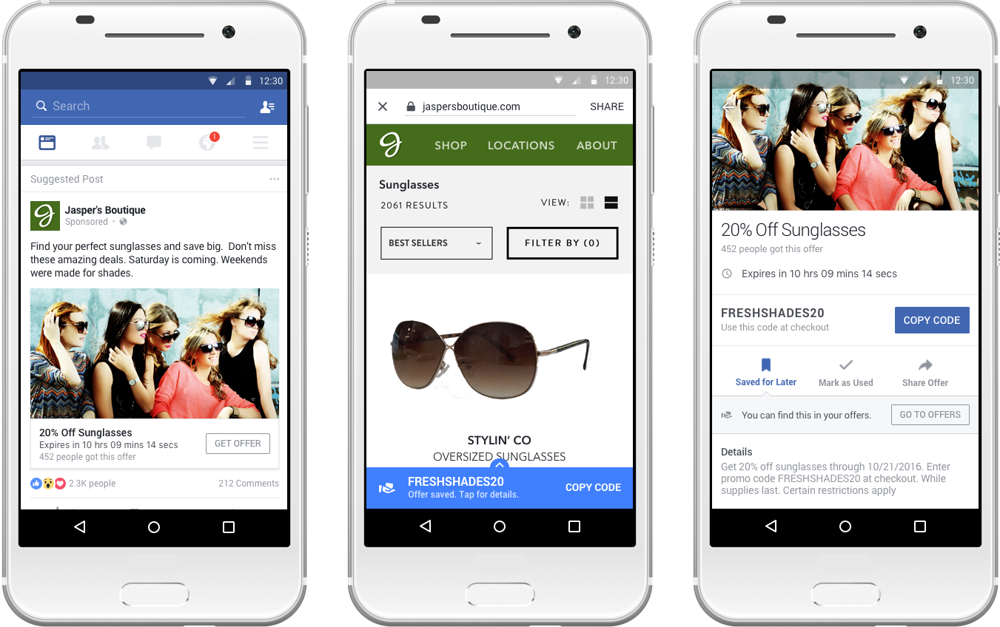 12:30
Search
1
Suggested Post
Jasper's Boutique
Sponsored ·
Find your perfect sunglasses and save big. Don't miss
these amazing deals. Saturday is coming. Weekends
were made for shades.
20% Off Sunglasses
Expires in 10 hrs 09 mins 14 secs
452 people got this offer
GET OFFER
2.3K people
212 Comments
12:30
jaspersboutique.com
SHARE
SHOP LOCATIONS ABOUT
Sunglasses
2061 RESULTS
VIEW:
BEST SELLERS
FILTER BY (0)
STYLIN' CO
OVERSIZED SUNGLASSES
FRESHSHADES20
Offer saved. Tap for details.
COPY CODE
12:30
20% Off Sunglasses
452 people got this offer
Expires in 10 hrs 09 mins 14 secs
FRESHSHADES20
Use this code at checkout
COPY CODE
Saved for Later
Mark as Used
Share Offer
You can find this in your offers.
GO TO OFFERS
Details
Get 20% off sunglasses through 10/21/2016. Enter
promo code FRESHSHADES20 at checkout. While
supplies last. Certain restrictions apply